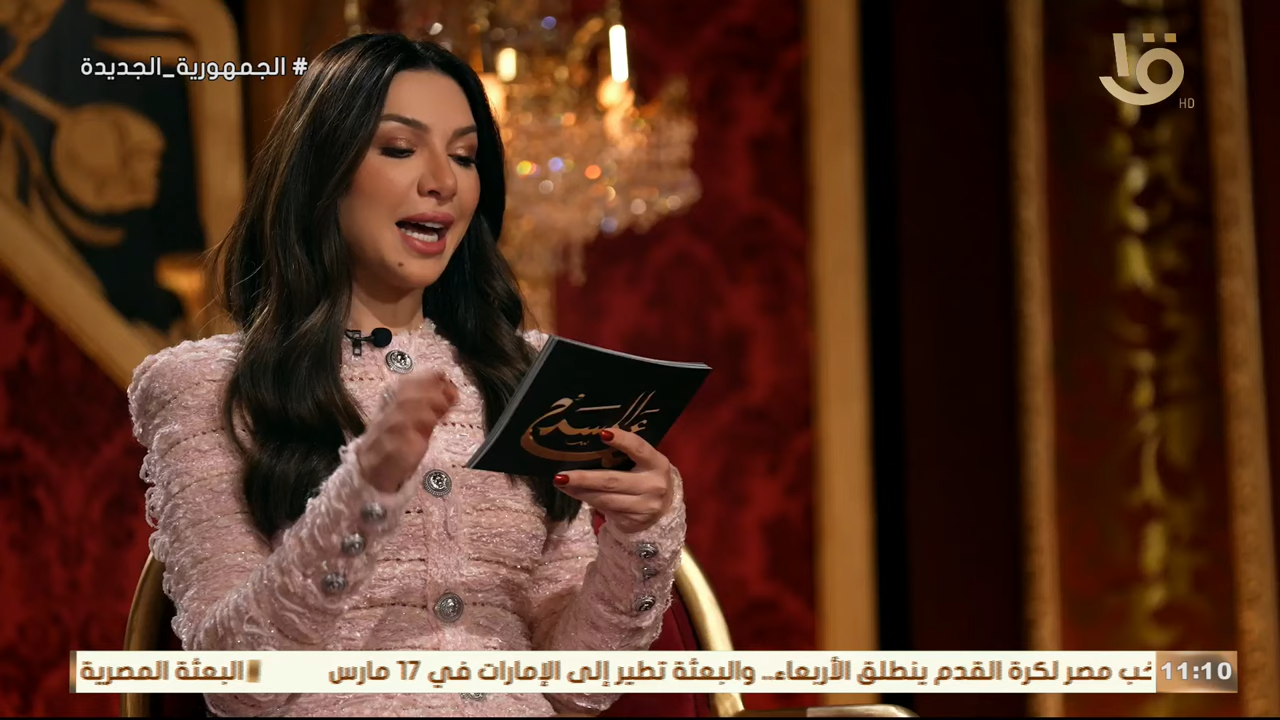 # الجمهورية_الجديدة
HD
ع المسرح
11:10
ـخب مصر لكرة القدم ينطلق الأربعاء.. والبعثة تطير إلى الإمارات في 17 مارس
البعثة المصرية